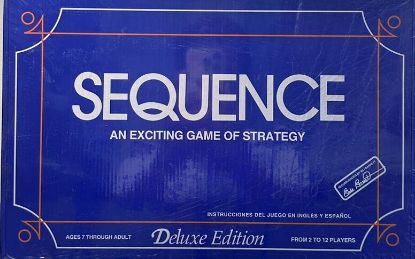 SEQUENCE
AN EXCITING GAME OF STRATEGY
INSTRUCCIONES DEL JUEGO EN INGLÉS Y ESPAÑOL
AGES 7 THROUGH ADULT
Deluxe Edition
FROM 2 TO 12 PLAYERS